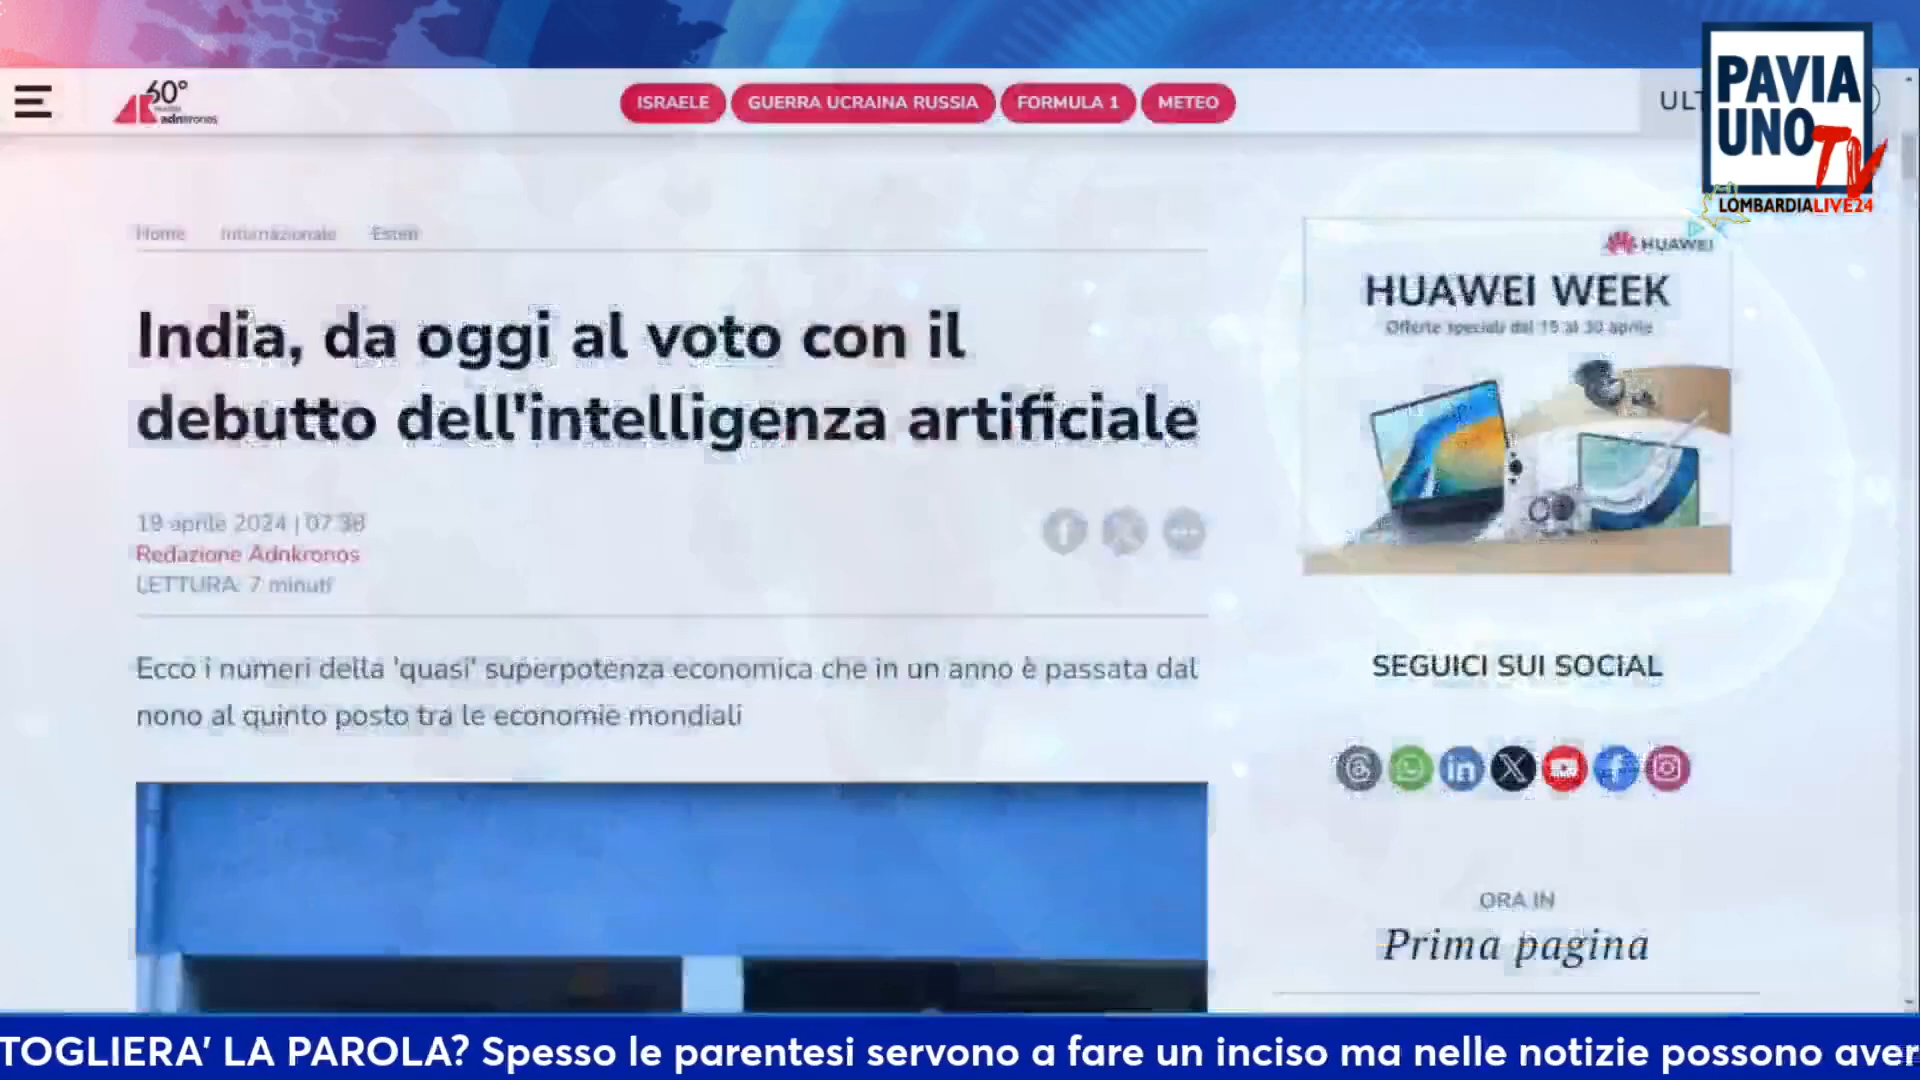 60°
adnkronos
ISRAELE
GUERRA UCRAINA RUSSIA
FORMULA 1
METEO
ULT
PAVIA
UNO
TV
LOMBARDIALIVE24
Home Internazionale Esteri
India, da oggi al voto con il
debutto dell'intelligenza artificiale
19 aprile 2024 | 07:38
Redazione Adnkronos
LETTURA: 7 minuti
Ecco i numeri della 'quasi' superpotenza economica che in un anno è passata dal
nono al quinto posto tra le economie mondiali
HUAWEI
HUAWEI WEEK
Offerte speciali dal 15 al 30 aprile
SEGUICI SUI SOCIAL
ORA IN
Prima pagina
TOGLIERA' LA PAROLA? Spesso le parentesi servono a fare un inciso ma nelle notizie possono aver